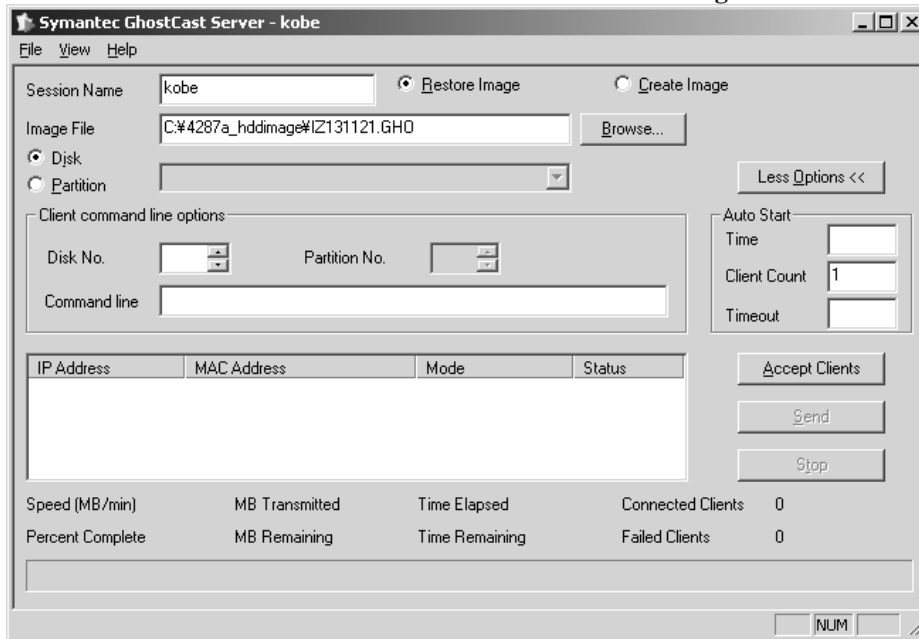 Symantec GhostCast Server - kobe
File View Help
Session Name kobe Restore Image Create Image
Image File C:¥4287a_hddimage¥IZ131121.GHO Browse...
Disk
Partition Less Options <<
Client command line options Auto Start
Time
Disk No. Partition No.
Client Count 1
Command line
Timeout
IP Address MAC Address Mode Status Accept Clients
Send
Stop
Speed (MB/min) MB Transmitted Time Elapsed Connected Clients 0
Percent Complete MB Remaining Time Remaining Failed Clients 0
NUM